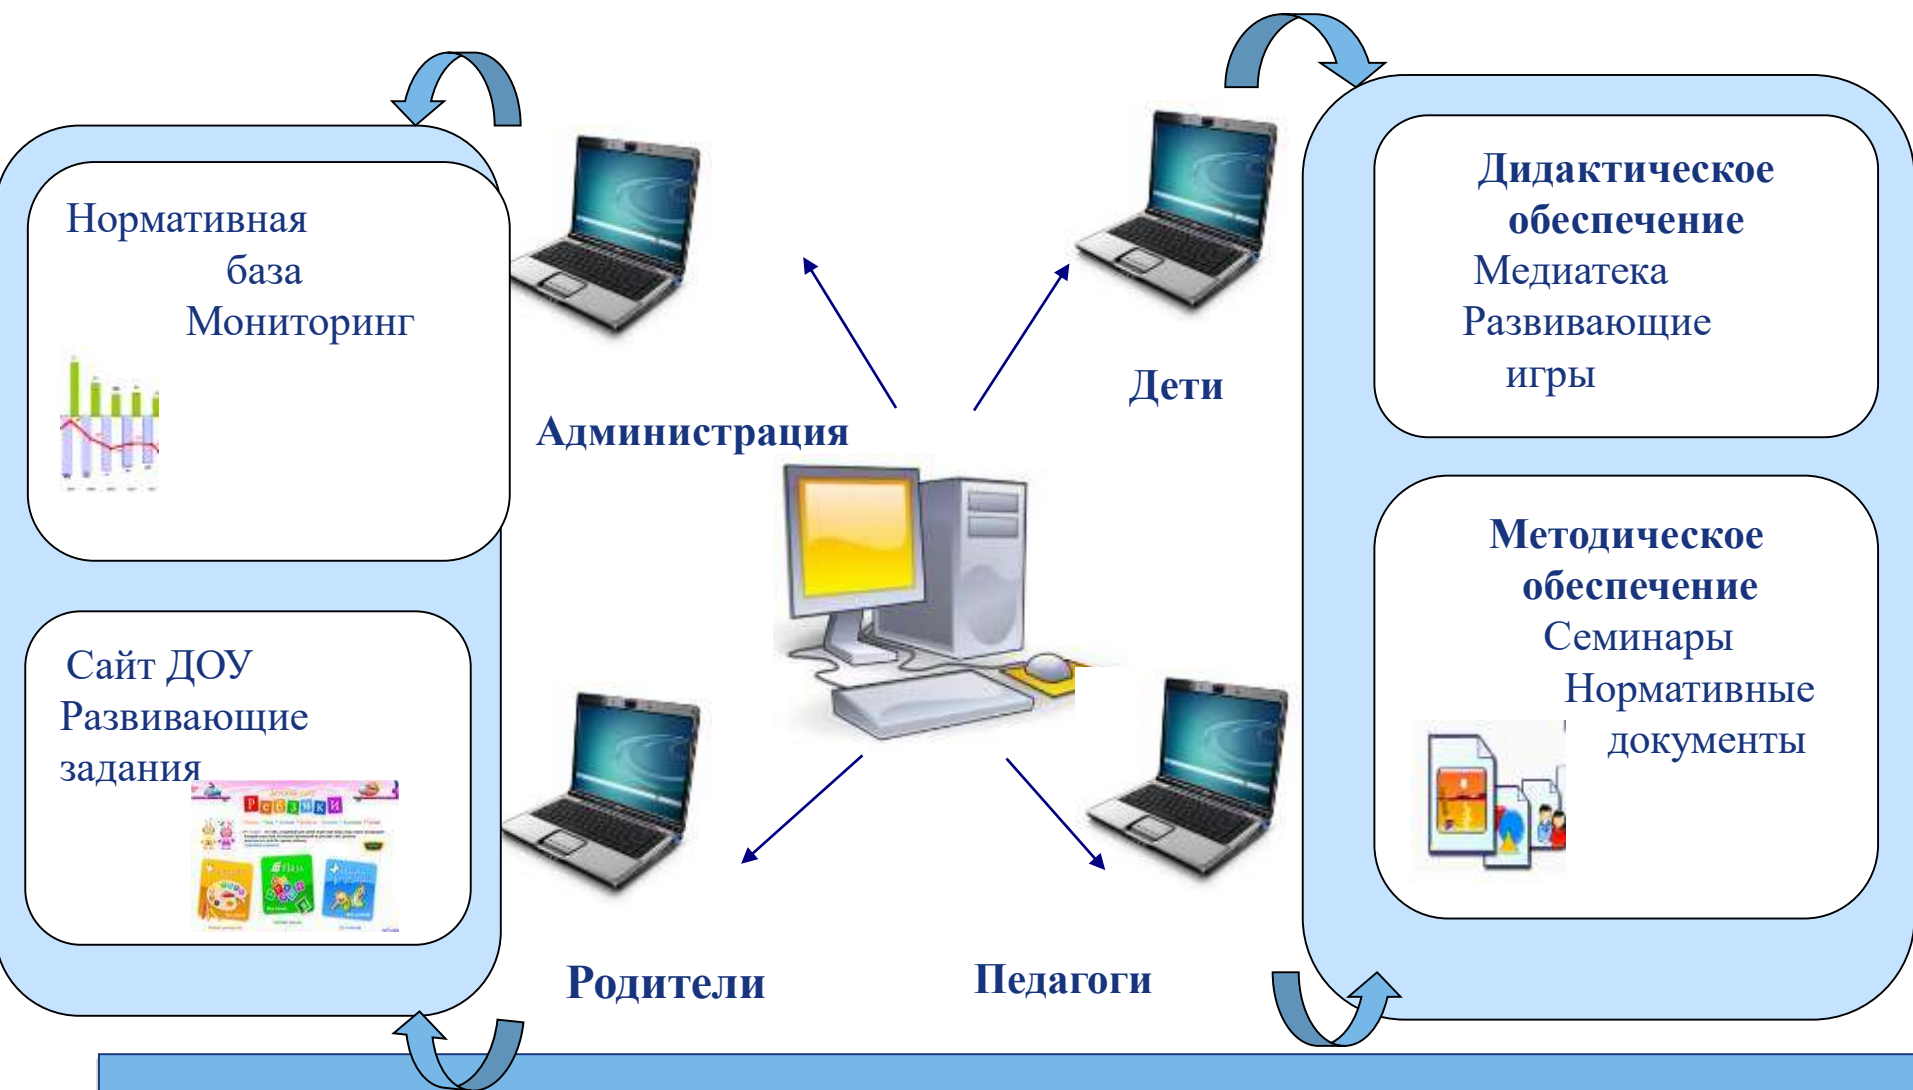 Нормативная
база
Мониторинг
Администрация
Дети
Дидактическое
обеспечение
Медиатека
Развивающие
игры
Сайт ДОУ
Развивающие
задания
Ребзики
Родители
Педагоги
Методическое
обеспечение
Семинары
Нормативные
документы